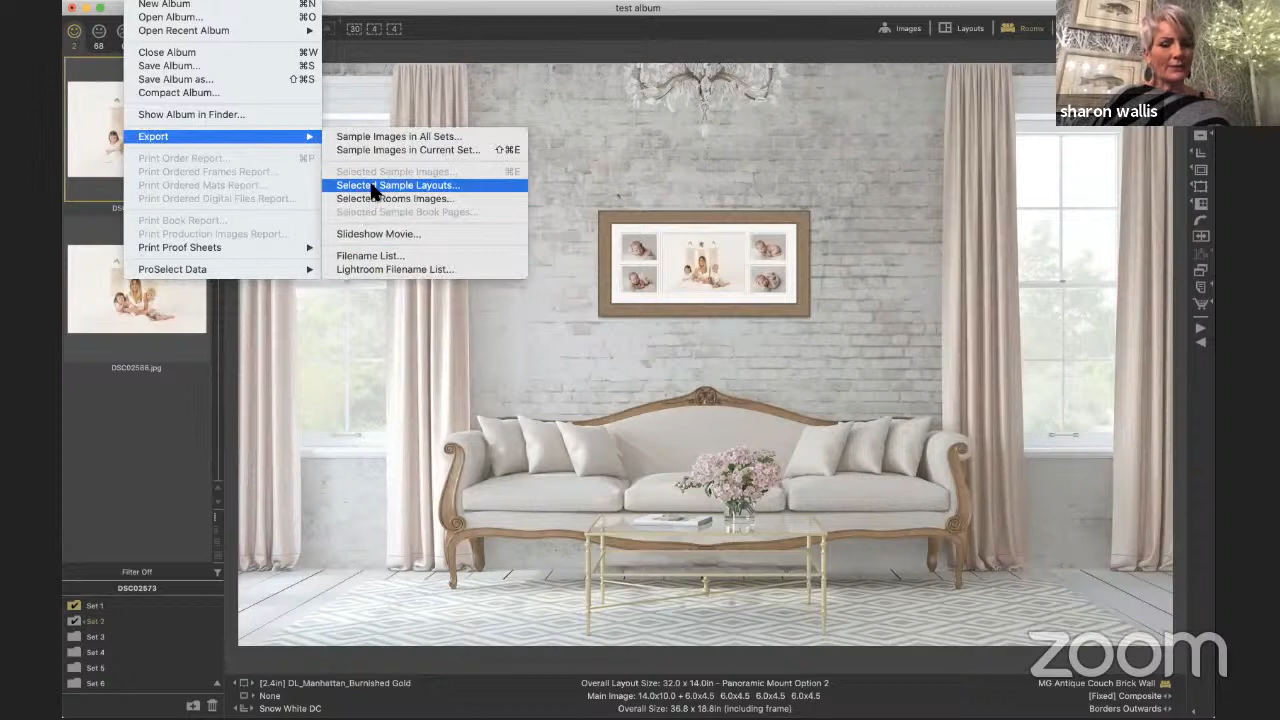 test album
New Album ⌘N
Open Album... ⌘O
Open Recent Album
Close Album ⌘W
Save Album... ⌘S
Save Album as... ⇧⌘S
Compact Album...
Show Album in Finder...
Export
Print Order Report... ⌘P
Print Ordered Frames Report...
Print Ordered Mats Report...
Print Ordered Digital Files Report...
Print Book Report...
Print Production Images Report...
Print Proof Sheets
ProSelect Data
Sample Images in All Sets...
Sample Images in Current Set... ⇧⌘E
Selected Sample Images... ⌘E
Selected Sample Layouts...
Selected Rooms Images...
Selected Sample Book Pages...
Slideshow Movie...
Filename List...
Lightroom Filename List...
2
68
30 4 4
Images
Layouts
Rooms
sharon wallis
DSC02568.jpg
Filter Off
DSC02573
Set 1
Set 2
Set 3
Set 4
Set 5
Set 6
[2.4in] DL_Manhattan_Burnished Gold
None
Snow White DC
Overall Layout Size: 32.0 x 14.0in - Panoramic Mount Option 2
Main Image: 14.0x10.0 + 6.0x4.5 6.0x4.5 6.0x4.5 6.0x4.5
Overall Size: 36.8 x 18.8in (including frame)
MG Antique Couch Brick Wall
[Fixed] Composite
Borders Outwards
zoom